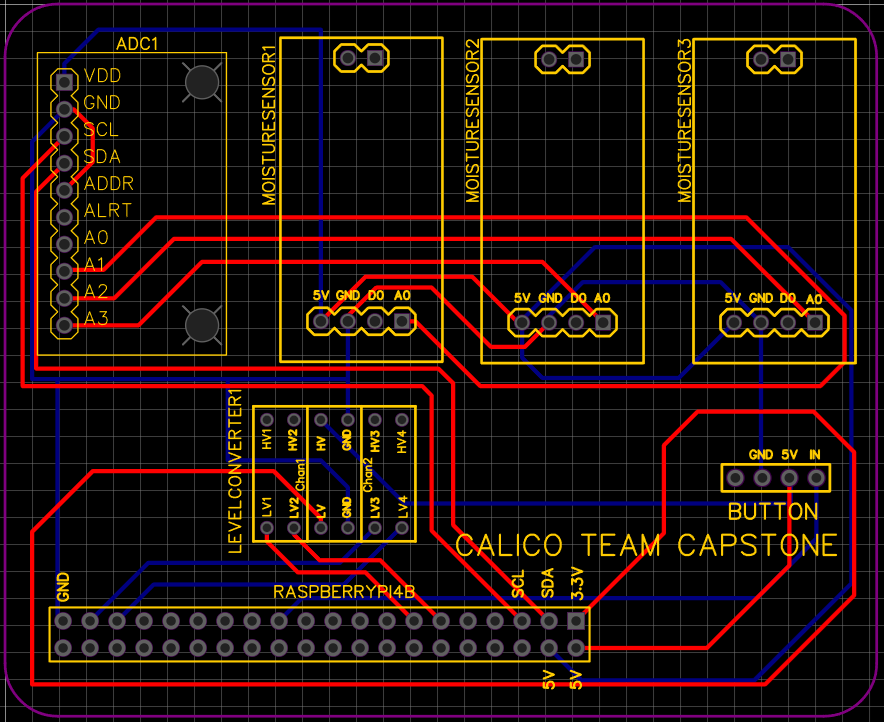 ADC1
VDD
GND
SCL
SDA
ADDR
ALRT
A0
A1
A2
A3
MOISTURESENSOR1
5V GND D0 A0
MOISTURESENSOR2
5V GND D0 A0
MOISTURESENSOR3
5V GND D0 A0
LEVELCONVERTER1
HV1 HV2 HV GND HV3 HV4
Chan1 Chan2
LV1 LV2 LV GND LV3 LV4
GND 5V IN
BUTTON
CALICO TEAM CAPSTONE
RASPBERRYPI4B
GND
SCL SDA 3.3V
5V 5V